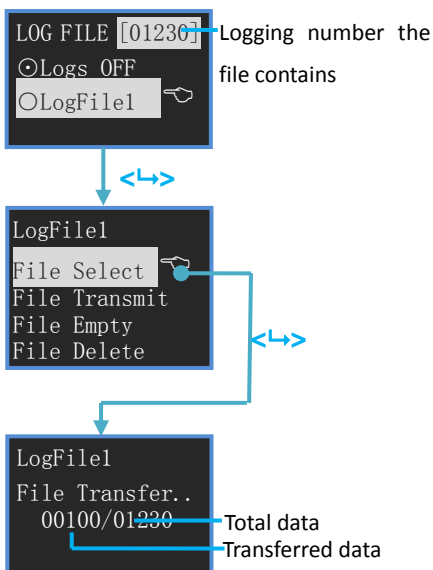 LOG FILE [01230]
Logging number the
file contains
⊙Logs OFF
○LogFile1
<↵>
LogFile1
File Select
File Transmit
File Empty
File Delete
<↵>
LogFile1
File Transfer..
00100/01230
Total data
Transferred data